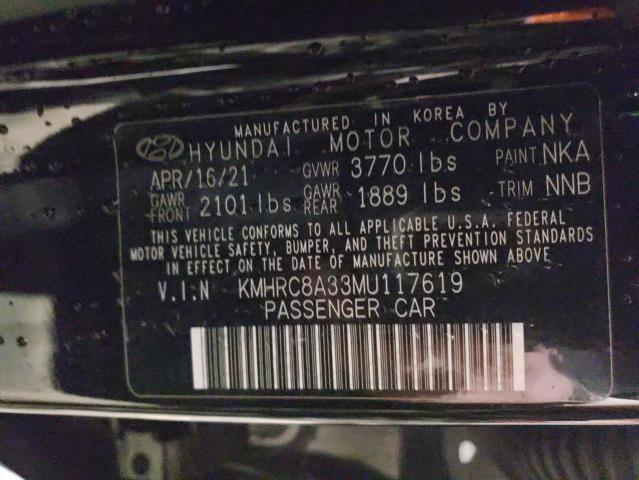 MANUFACTURED IN KOREA BY
HYUNDAI MOTOR COMPANY
APR/16/21 GVWR 3770 lbs PAINT NKA
GAWR FRONT 2101 lbs GAWR REAR 1889 lbs TRIM NNB
THIS VEHICLE CONFORMS TO ALL APPLICABLE U.S.A. FEDERAL
MOTOR VEHICLE SAFETY, BUMPER, AND THEFT PREVENTION STANDARDS
IN EFFECT ON THE DATE OF MANUFACTURE SHOWN ABOVE
V.I.N KMHRC8A33MU117619
PASSENGER CAR